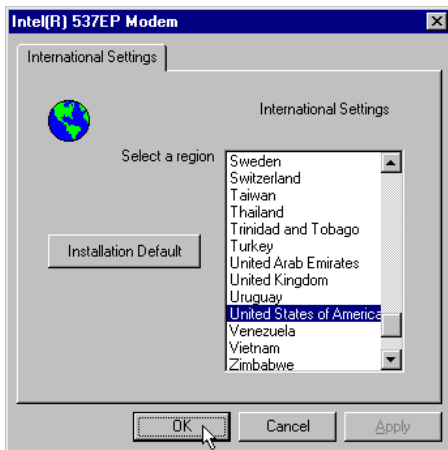 Intel(R) 537EP Modem
International Settings
International Settings
Select a region
Sweden
Switzerland
Taiwan
Thailand
Trinidad and Tobago
Turkey
United Arab Emirates
United Kingdom
Uruguay
United States of America
Venezuela
Vietnam
Zimbabwe
Installation Default
OK
Cancel
Apply